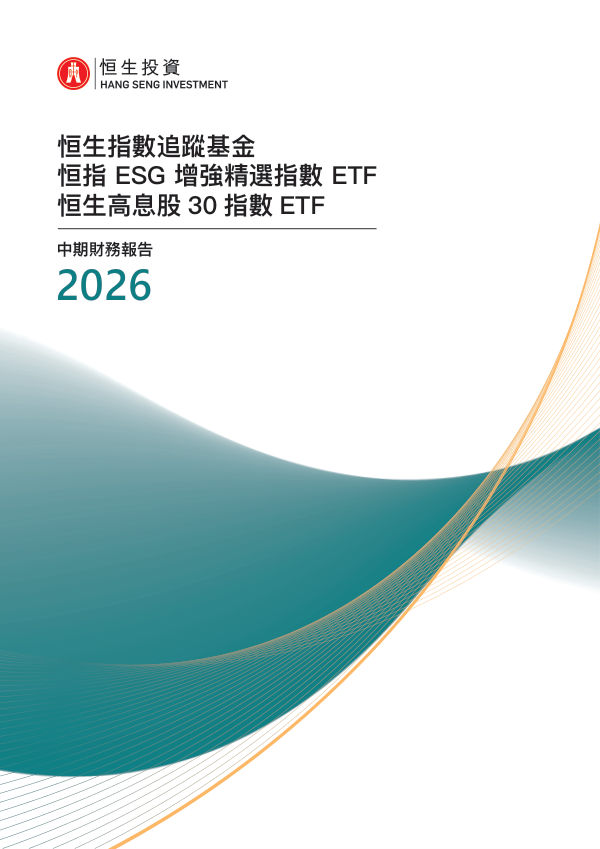 恒生投資
HANG SENG INVESTMENT
恒生指數追蹤基金
恒指 ESG 增強精選指數 ETF
恒生高息股 30 指數 ETF
中期財務報告
2026